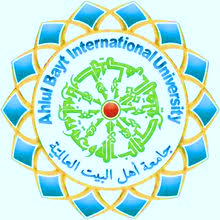 Ahlul Bayt International University
جامعة أهل البيت العالمية